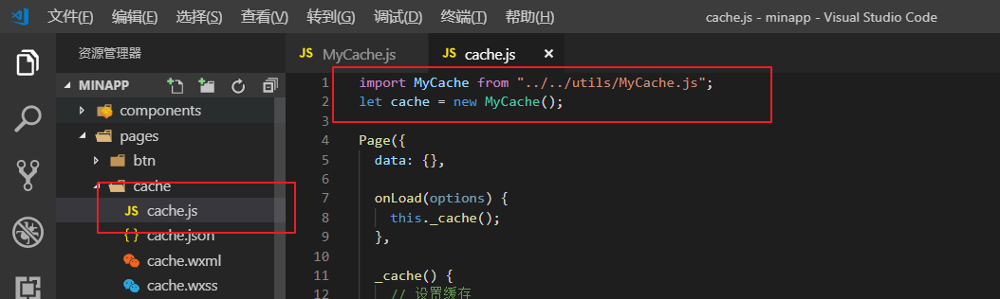 文件(F) 编辑(E) 选择(S) 查看(V) 转到(G) 调试(D) 终端(T) 帮助(H) cache.js - minapp - Visual Studio Code
资源管理器
JS MyCache.js JS cache.js ×
MINAPP
components
pages
btn
cache
JS cache.js
{ } cache.json
cache.wxml
cache.wxss
1 import MyCache from "../../utils/MyCache.js";
2 let cache = new MyCache();
3
4 Page({
5 data: {},
6
7 onLoad(options) {
8 this._cache();
9 },
10
11 _cache() {
12 // 设置缓存